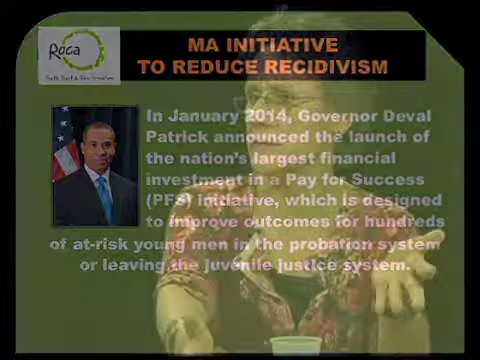 Roca
MA INITIATIVE
TO REDUCE RECIDIVISM
In January 2014, Governor Deval
Patrick announced the launch of
the nation's largest financial
investment in a Pay for Success
(PFS) initiative, which is designed
to improve outcomes for hundreds
of at-risk young men in the probation system
or leaving the juvenile justice system.